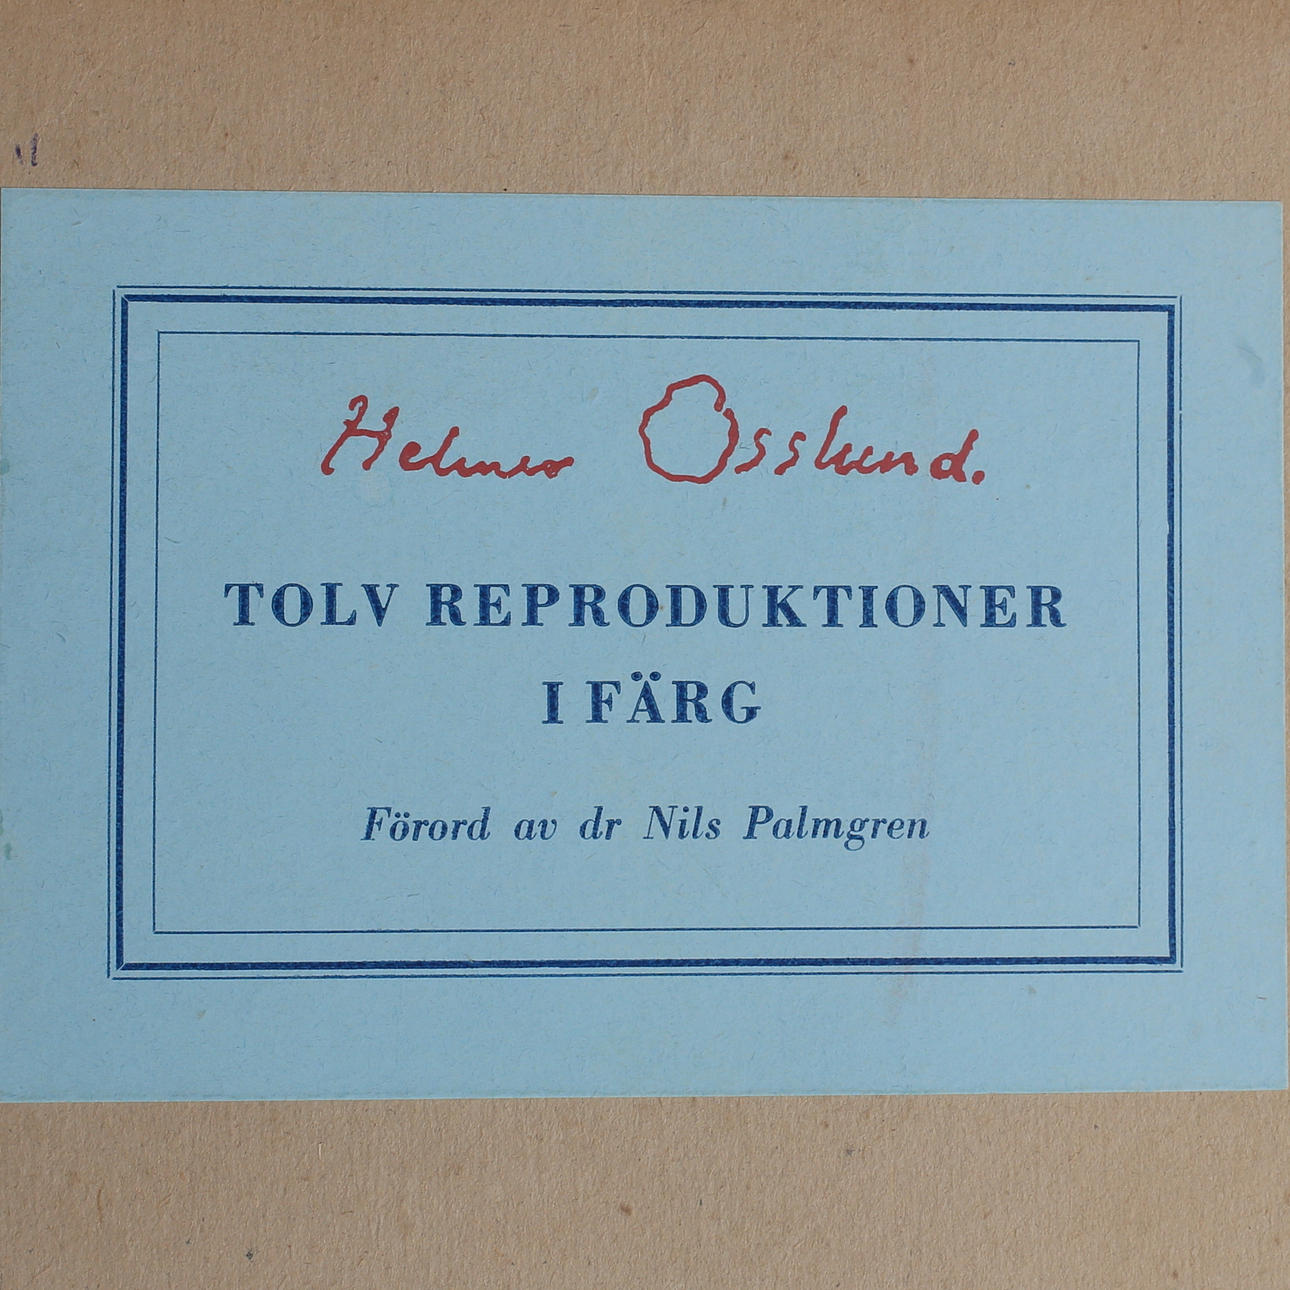 Helmer Osslund.
TOLV REPRODUKTIONER
I FÄRG
Förord av dr Nils Palmgren